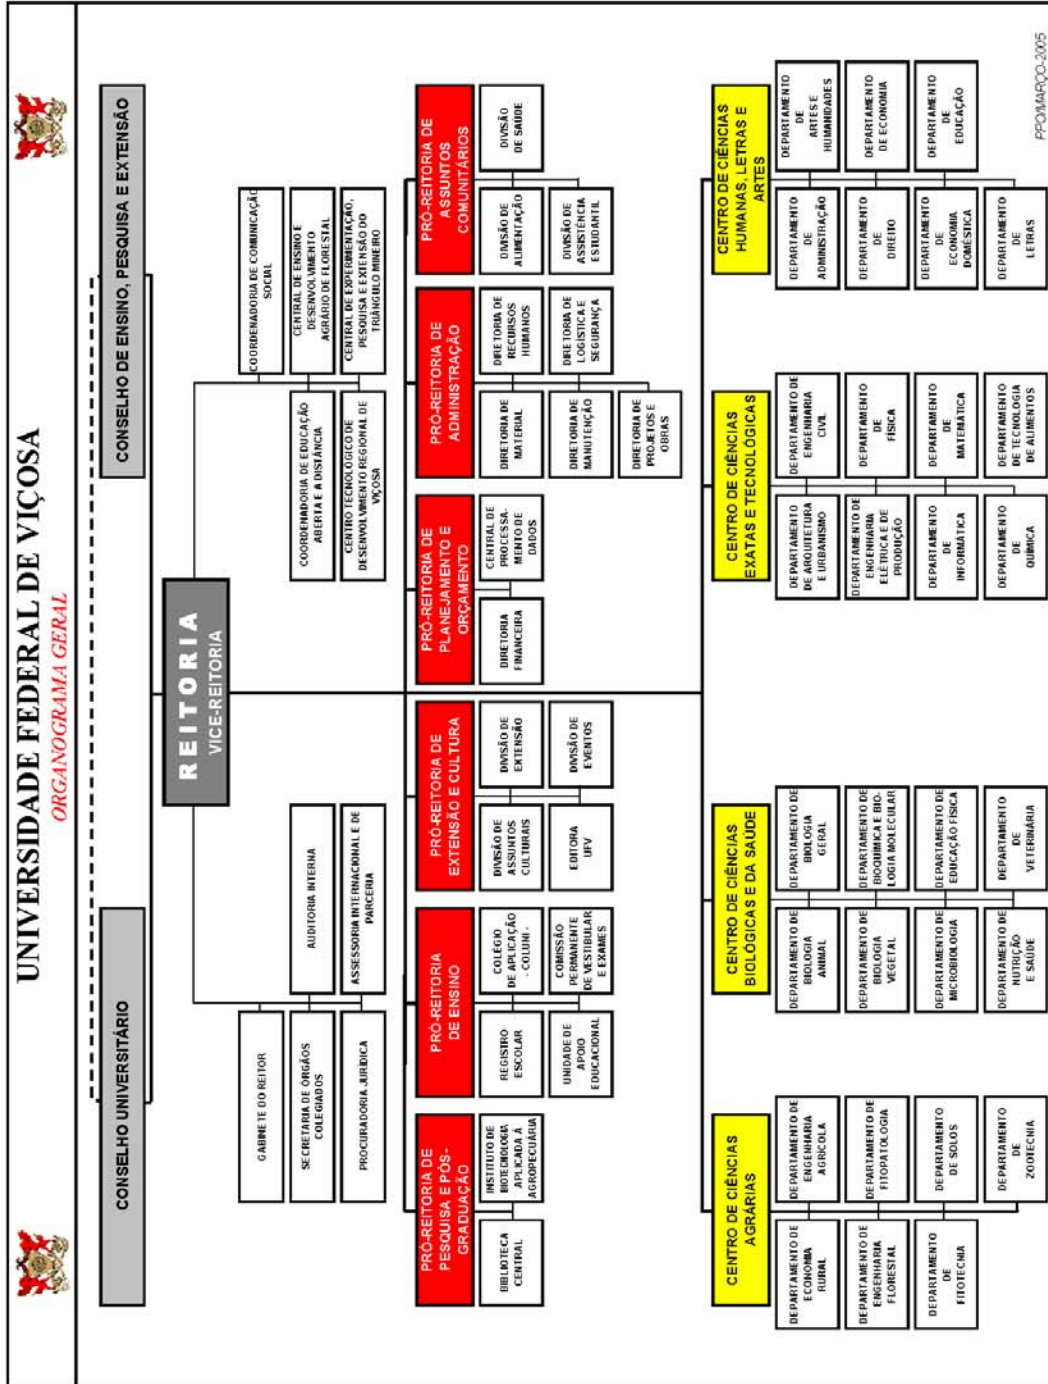 UNIVERSIDADE FEDERAL DE VIÇOSA
ORGANOGRAMA GERAL
CONSELHO UNIVERSITÁRIO
CONSELHO DE ENSINO, PESQUISA E EXTENSÃO
REITORIA
VICE-REITORIA
GABINETE DO REITOR
SECRETARIA DE ÓRGÃOS
COLEGIADOS
AUDITORIA INTERNA
PROCURADORIA JURÍDICA
ASSESSORIA INTERNACIONAL E DE
PARCERIA
COORDENADORIA DE COMUNICAÇÃO
SOCIAL
COORDENADORIA DE EDUCAÇÃO
ABERTA E A DISTÂNCIA
CENTRAL DE ENSINO E
DESENVOLVIMENTO
AGRÁRIO DE FLORESTAL
CENTRO TECNOLÓGICO DE
DESENVOLVIMENTO REGIONAL DE
VIÇOSA
CENTRAL DE EXPERIMENTAÇÃO,
PESQUISA E EXTENSÃO DO
TRIÂNGULO MINEIRO
PRÓ-REITORIA DE
PESQUISA E PÓS-
GRADUAÇÃO
BIBLIOTECA
CENTRAL
INSTITUTO DE
BIOTECNOLOGIA
APLICADA À
AGROPECUÁRIA
PRÓ-REITORIA
DE ENSINO
REGISTRO
ESCOLAR
COLÉGIO
DE APLICAÇÃO
- COLUNI -
UNIDADE DE
APOIO
EDUCACIONAL
COMISSÃO
PERMANENTE
DE VESTIBULAR
E EXAMES
PRÓ-REITORIA DE
EXTENSÃO E CULTURA
DIVISÃO DE
ASSUNTOS
CULTURAIS
DIVISÃO DE
EXTENSÃO
EDITORA
UFV
DIVISÃO DE
EVENTOS
PRÓ-REITORIA DE
PLANEJAMENTO E
ORÇAMENTO
DIRETORIA
FINANCEIRA
CENTRAL DE
PROCESSA-
MENTO DE
DADOS
PRÓ-REITORIA DE
ADMINISTRAÇÃO
DIRETORIA DE
MATERIAL
DIRETORIA DE
RECURSOS
HUMANOS
DIRETORIA DE
MANUTENÇÃO
DIRETORIA DE
LOGÍSTICA E
SEGURANÇA
DIRETORIA DE
PROJETOS E
OBRAS
PRÓ-REITORIA DE
ASSUNTOS
COMUNITÁRIOS
DIVISÃO DE
ALIMENTAÇÃO
DIVISÃO
DE SAÚDE
DIVISÃO DE
ASSISTÊNCIA
ESTUDANTIL
CENTRO DE CIÊNCIAS
AGRÁRIAS
DEPARTAMENTO DE
ECONOMIA
RURAL
DEPARTAMENTO DE
ENGENHARIA
AGRÍCOLA
DEPARTAMENTO DE
ENGENHARIA
FLORESTAL
DEPARTAMENTO DE
FITOPATOLOGIA
DEPARTAMENTO
DE
FITOTECNIA
DEPARTAMENTO
DE SOLOS
DEPARTAMENTO
DE
ZOOTECNIA
CENTRO DE CIÊNCIAS
BIOLÓGICAS E DA SAÚDE
DEPARTAMENTO DE
BIOLOGIA
ANIMAL
DEPARTAMENTO DE
BIOLOGIA
GERAL
DEPARTAMENTO DE
BIOLOGIA
VEGETAL
DEPARTAMENTO DE
BIOQUÍMICA E BIO-
LOGIA MOLECULAR
DEPARTAMENTO DE
MICROBIOLOGIA
DEPARTAMENTO DE
EDUCAÇÃO FÍSICA
DEPARTAMENTO DE
NUTRIÇÃO
E SAÚDE
DEPARTAMENTO
DE
VETERINÁRIA
CENTRO DE CIÊNCIAS
EXATAS E TECNOLÓGICAS
DEPARTAMENTO
DE ARQUITETURA
E URBANISMO
DEPARTAMENTO DE
ENGENHARIA
CIVIL
DEPARTAMENTO DE
ENGENHARIA
ELÉTRICA E DE
PRODUÇÃO
DEPARTAMENTO
DE
FÍSICA
DEPARTAMENTO
DE
INFORMÁTICA
DEPARTAMENTO
DE
MATEMÁTICA
DEPARTAMENTO
DE
QUÍMICA
DEPARTAMENTO
DE TECNOLOGIA
DE ALIMENTOS
CENTRO DE CIÊNCIAS
HUMANAS, LETRAS E
ARTES
DEPARTAMENTO
DE
ADMINISTRAÇÃO
DEPARTAMENTO
DE
ARTES E
HUMANIDADES
DEPARTAMENTO
DE
DIREITO
DEPARTAMENTO
DE ECONOMIA
DEPARTAMENTO
DE
ECONOMIA
DOMÉSTICA
DEPARTAMENTO
DE
EDUCAÇÃO
DEPARTAMENTO
DE
LETRAS
PPO/MARÇO-2005